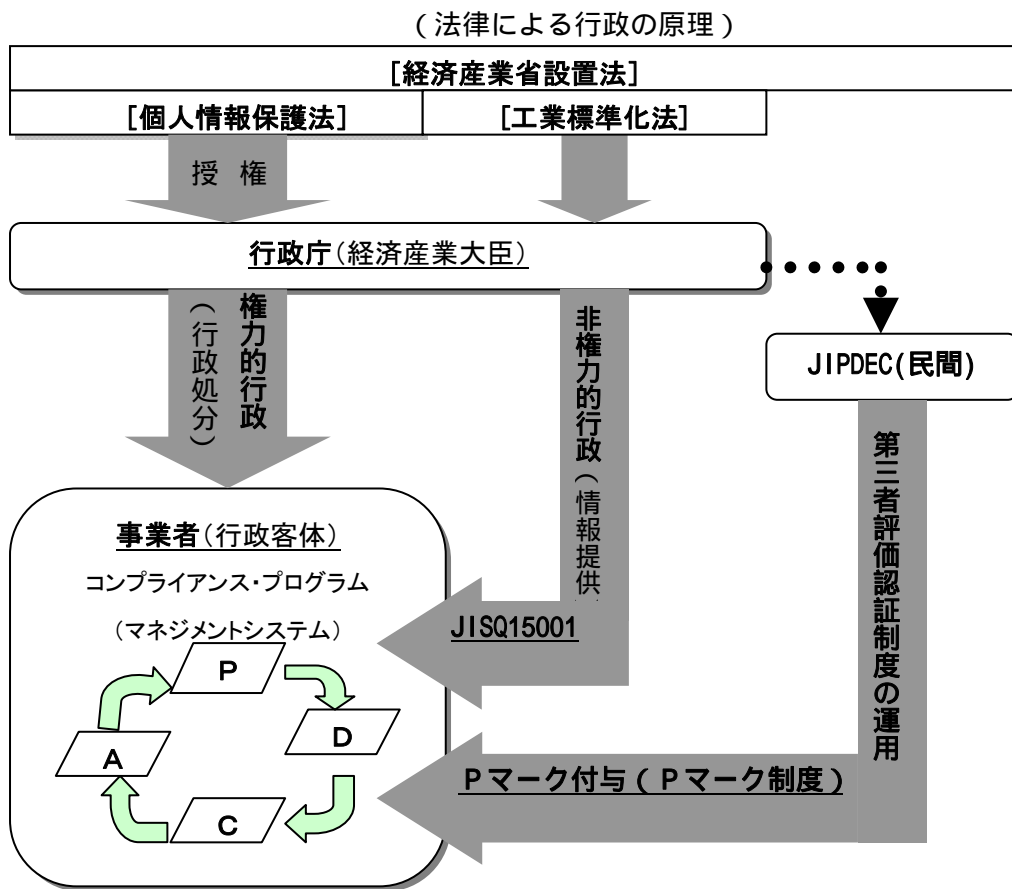 (法律による行政の原理)
[経済産業省設置法]
[個人情報保護法]
[工業標準化法]
授 権
行政庁(経済産業大臣)
権力的行政
(行政処分)
非権力的行政(情報提供)
JIPDEC(民間)
第三者評価認証制度の運用
事業者(行政客体)
コンプライアンス・プログラム
(マネジメントシステム)
JISQ15001
P
D
A
C
Pマーク付与(Pマーク制度)